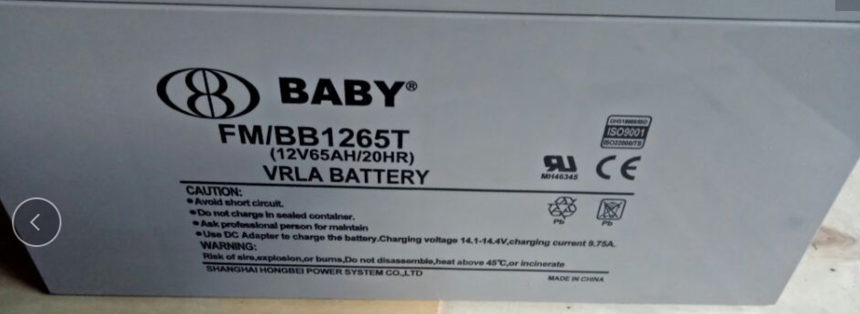 BABY®
FM/BB1265T
(12V65AH/20HR)
VRLA BATTERY
ISO9001
MH46345
CE
Pb
Pb
CAUTION:
●Avoid short circuit.
●Do not charge in sealed container.
●Ask professional person for maintain
●Use DC Adapter to charge the battery.Charging voltage 14.1-14.4V,charging current 9.75A.
WARNING:
Risk of sire,explosion,or burns,Do not disassemble,heat above 45℃,or incinerate
SHANGHAI HONGBEI POWER SYSTEM CO.,LTD
MADE IN CHINA